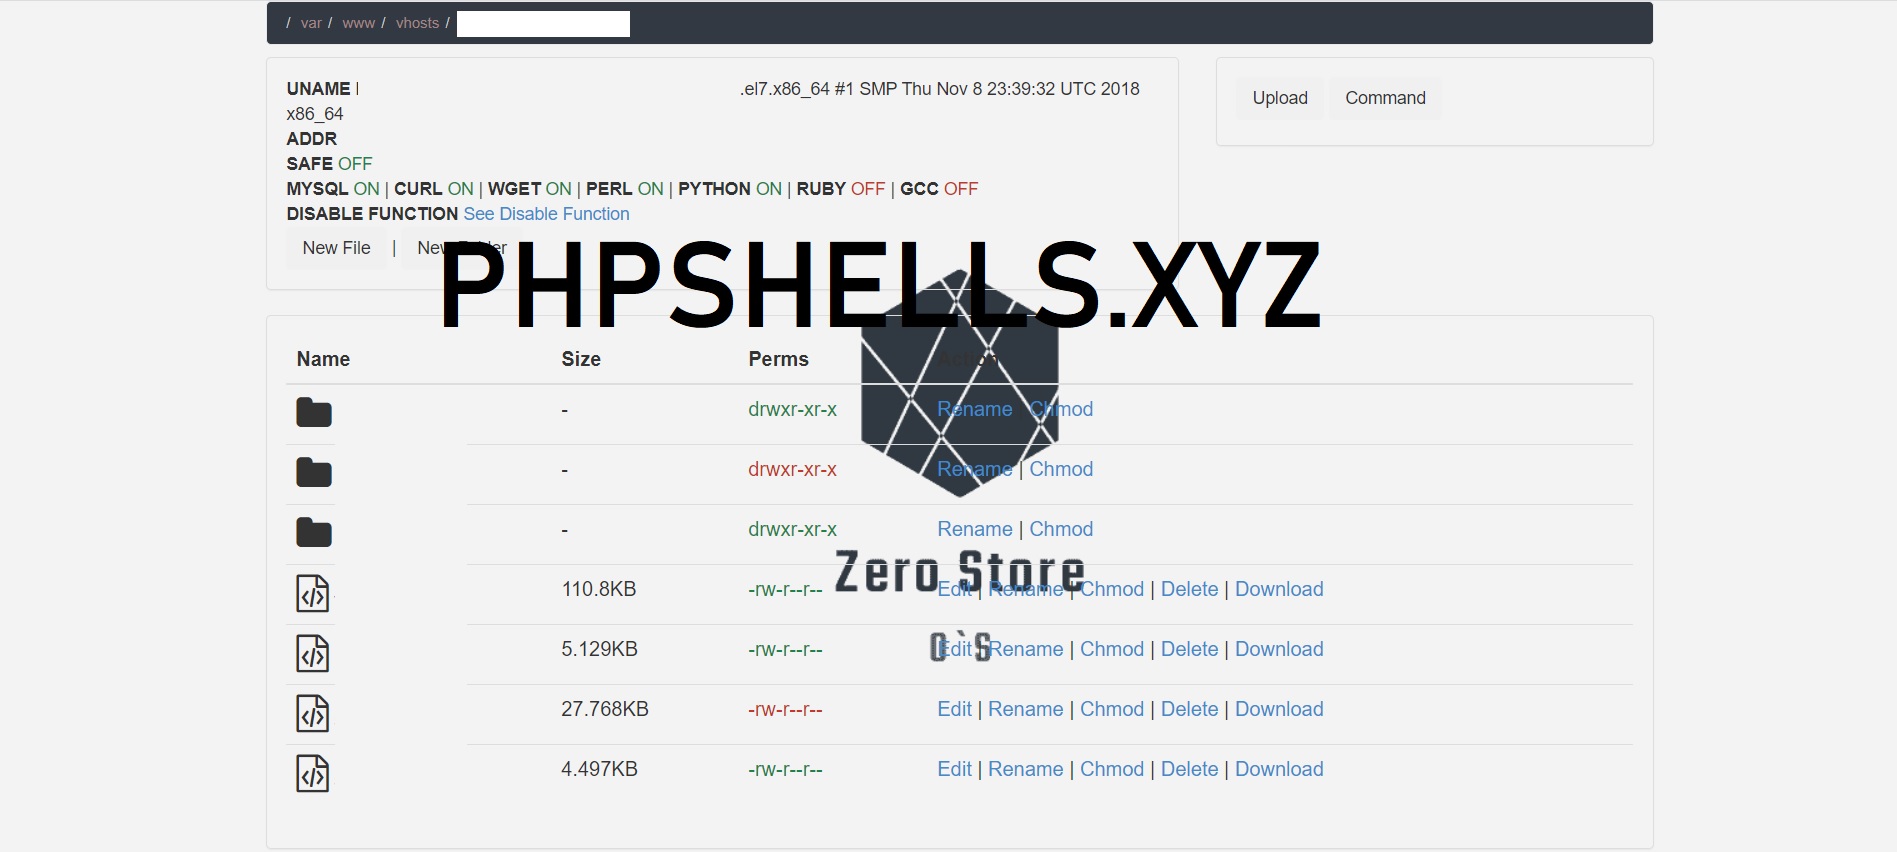 / var / www / vhosts /
UNAME l .el7.x86_64 #1 SMP Thu Nov 8 23:39:32 UTC 2018
x86_64
ADDR
SAFE OFF
MYSQL ON | CURL ON | WGET ON | PERL ON | PYTHON ON | RUBY OFF | GCC OFF
DISABLE FUNCTION See Disable Function
New File | New Folder
Upload Command
PHPSHELLS.XYZ
Name Size Perms Action
- drwxr-xr-x Rename Chmod
- drwxr-xr-x Rename | Chmod
- drwxr-xr-x Rename | Chmod
Zero Store
110.8KB -rw-r--r-- Edit | Rename | Chmod | Delete | Download
0`S
5.129KB -rw-r--r-- Edit Rename | Chmod | Delete | Download
27.768KB -rw-r--r-- Edit | Rename | Chmod | Delete | Download
4.497KB -rw-r--r-- Edit | Rename | Chmod | Delete | Download